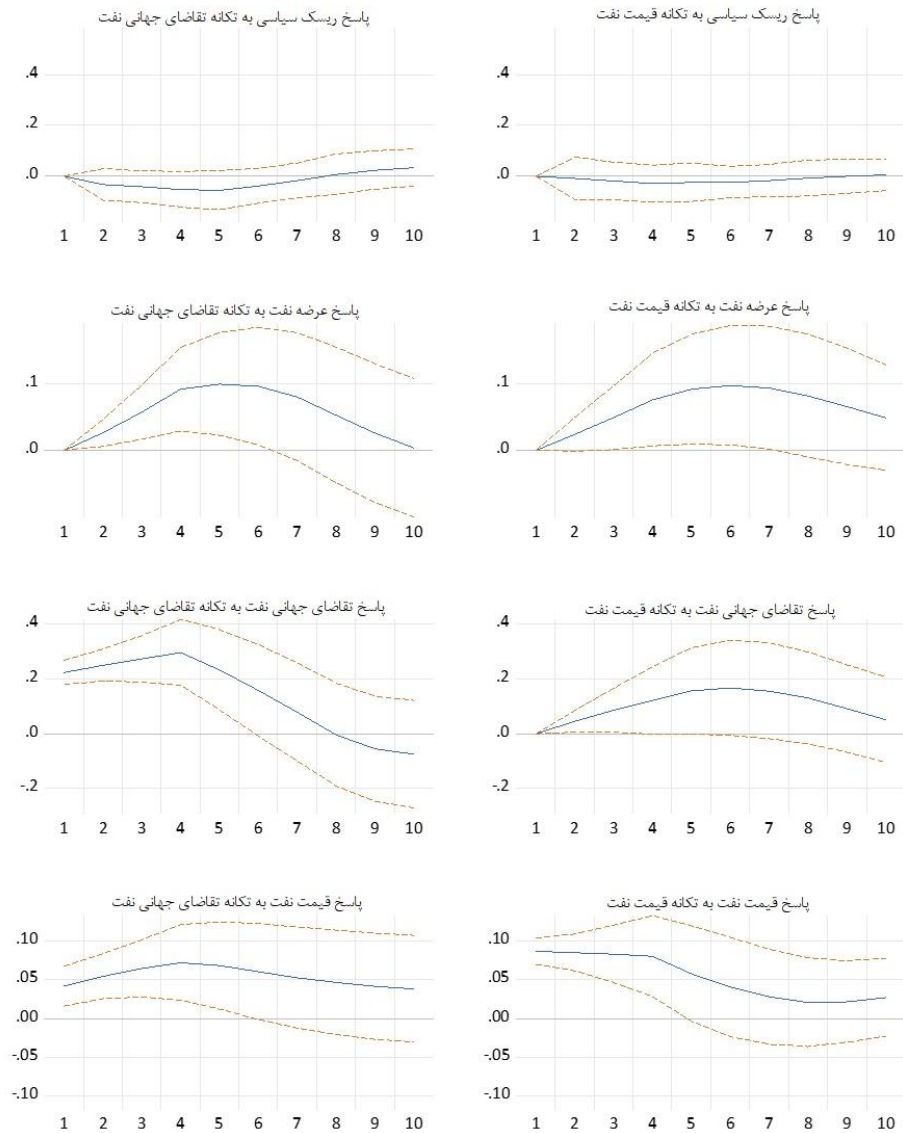 پاسخ ریسک سیاسی به تکانه قیمت نفت
پاسخ ریسک سیاسی به تکانه تقاضای جهانی نفت
.4
.2
.0
1 2 3 4 5 6 7 8 9 10
.4
.2
.0
1 2 3 4 5 6 7 8 9 10
پاسخ عرضه نفت به تکانه قیمت نفت
پاسخ عرضه نفت به تکانه تقاضای جهانی نفت
.1
.0
1 2 3 4 5 6 7 8 9 10
.1
.0
1 2 3 4 5 6 7 8 9 10
پاسخ تقاضای جهانی نفت به تکانه قیمت نفت
پاسخ تقاضای جهانی نفت به تکانه تقاضای جهانی نفت
.4
.2
.0
-.2
1 2 3 4 5 6 7 8 9 10
.4
.2
.0
-.2
1 2 3 4 5 6 7 8 9 10
پاسخ قیمت نفت به تکانه قیمت نفت
پاسخ قیمت نفت به تکانه تقاضای جهانی نفت
.10
.05
.00
-.05
-.10
1 2 3 4 5 6 7 8 9 10
.10
.05
.00
-.05
-.10
1 2 3 4 5 6 7 8 9 10